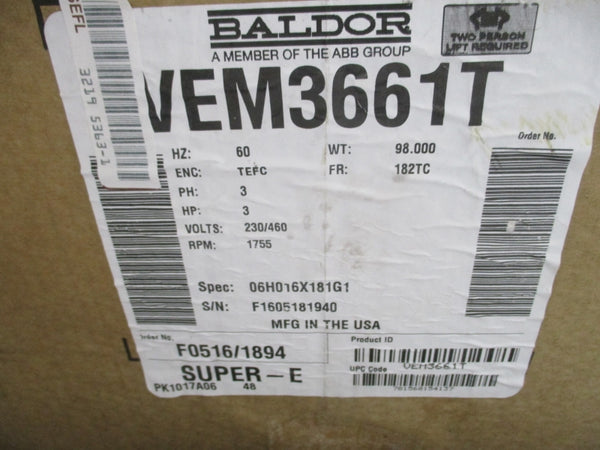 BALDOR
A MEMBER OF THE ABB GROUP
TWO PERSON
LIFT REQUIRED
VEM3661T
SEFL
3219 5363-1
Order No.
HZ: 60 WT: 98.000
ENC: TEFC FR: 182TC
PH: 3
HP: 3
VOLTS: 230/460
RPM: 1755
Spec: 06H016X181G1
S/N: F1605181940
MFG IN THE USA
Order No. Product ID
F0516/1894
UPC Code VEM3661T
SUPER-E
PK1017A06 48
781568154137